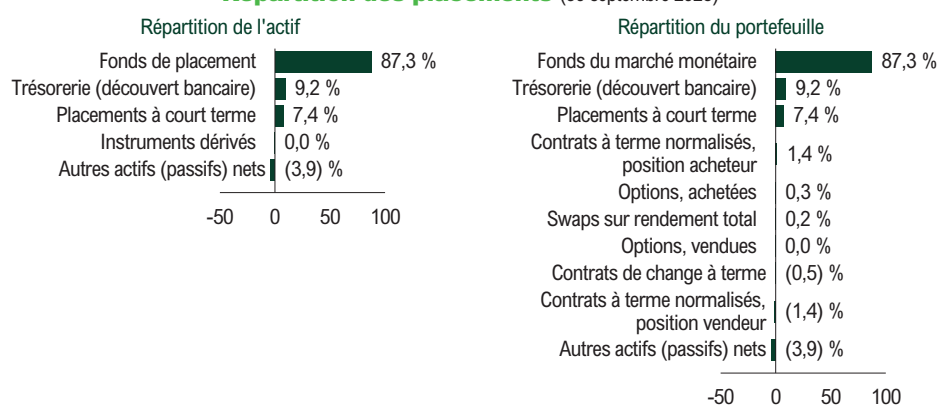 Répartition des placements
Répartition de l'actif
Fonds de placement 87,3 %
Trésorerie (découvert bancaire) 9,2 %
Placements à court terme 7,4 %
Instruments dérivés 0,0 %
Autres actifs (passifs) nets (3,9) %
-50 0 50 100
Répartition du portefeuille
Fonds du marché monétaire 87,3 %
Trésorerie (découvert bancaire) 9,2 %
Placements à court terme 7,4 %
Contrats à terme normalisés,
position acheteur 1,4 %
Options, achetées 0,3 %
Swaps sur rendement total 0,2 %
Options, vendues 0,0 %
Contrats de change à terme (0,5) %
Contrats à terme normalisés,
position vendeur (1,4) %
Autres actifs (passifs) nets (3,9) %
-50 0 50 100